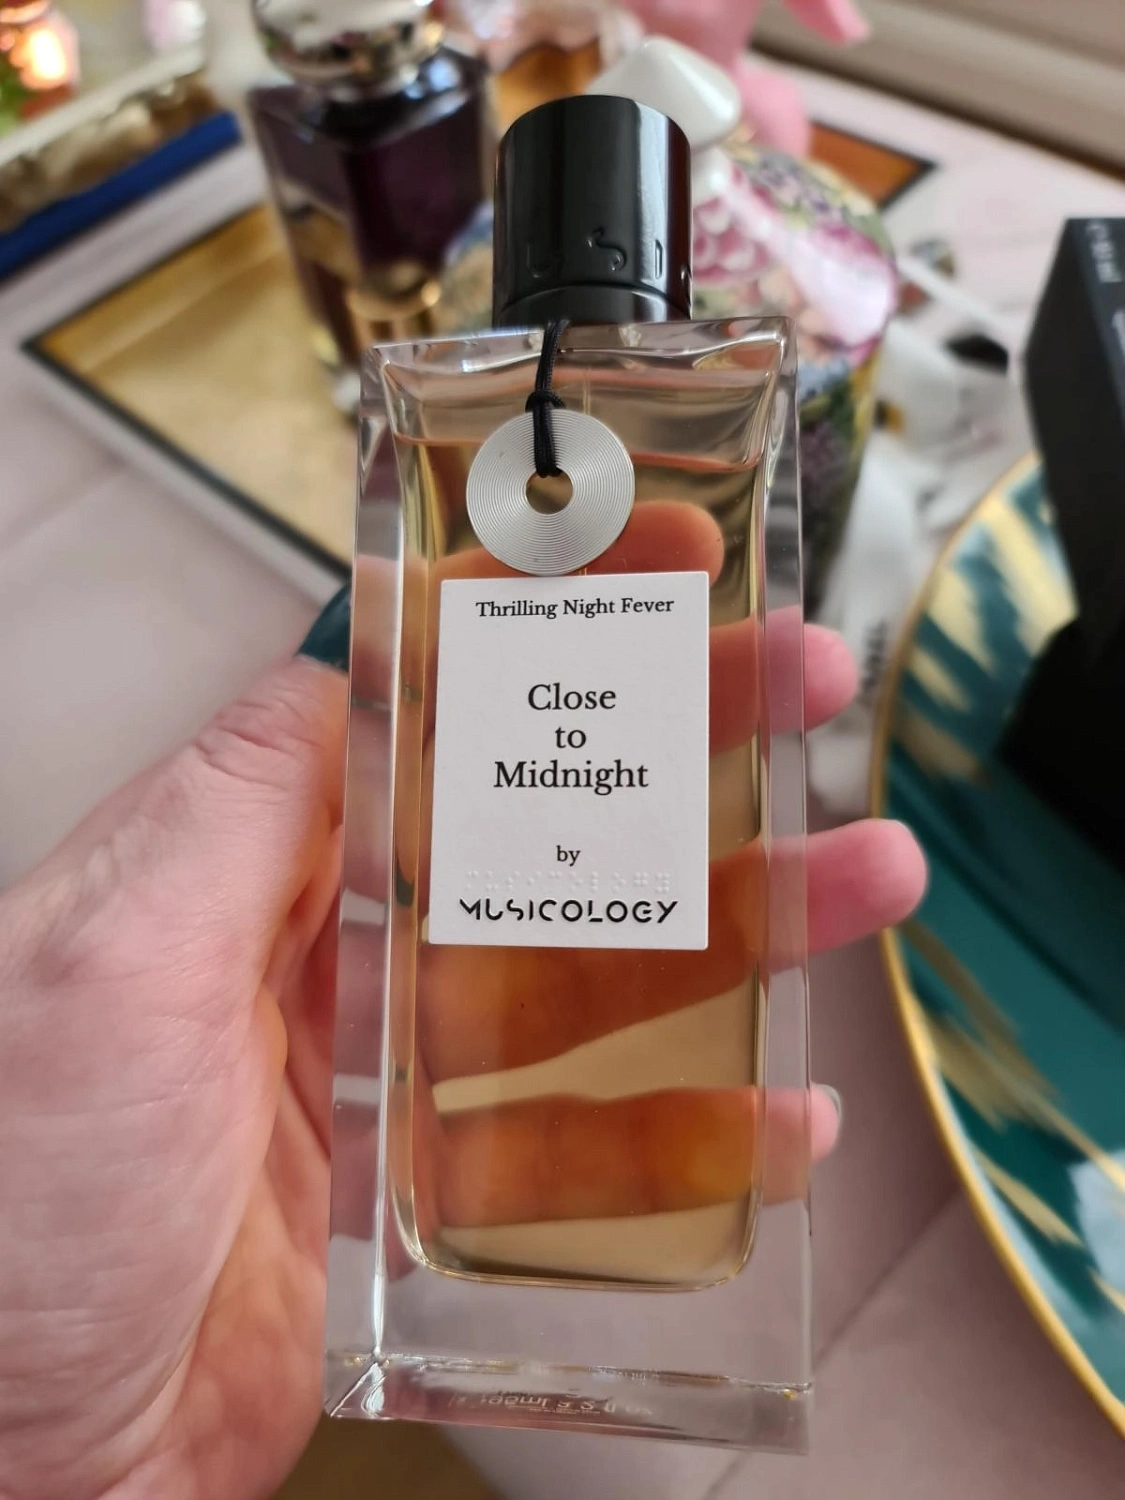 Thrilling Night Fever
Close
to
Midnight
by
MUSICOLOGY